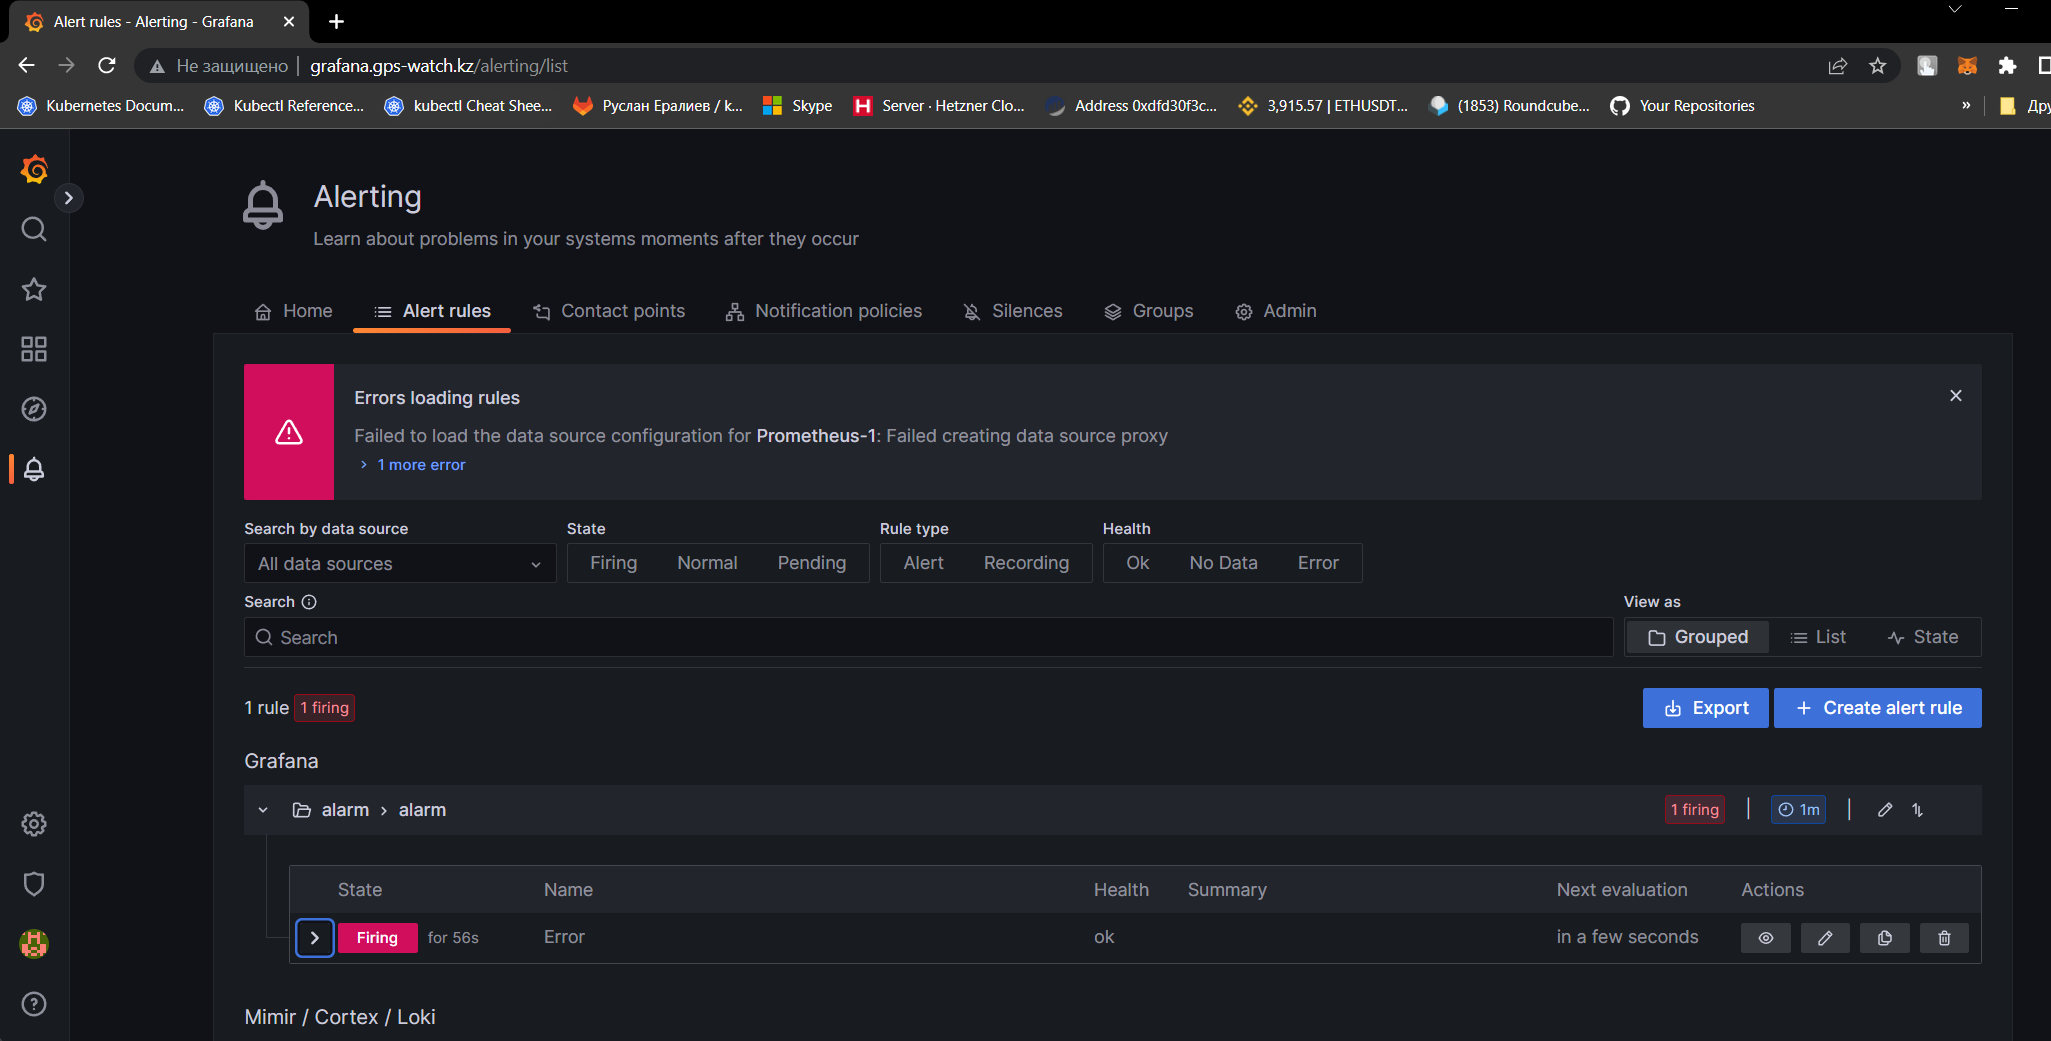 Alert rules - Alerting - Grafana
Не защищено | grafana.gps-watch.kz/alerting/list
Kubernetes Docum... Kubectl Reference... kubectl Cheat Shee... Руслан Ералиев / k... Skype Server · Hetzner Clo... Address 0xdfd30f3c... 3,915.57 | ETHUSDT... (1853) Roundcube... Your Repositories » Дру
Alerting
Learn about problems in your systems moments after they occur
Home Alert rules Contact points Notification policies Silences Groups Admin
Errors loading rules
Failed to load the data source configuration for Prometheus-1: Failed creating data source proxy
1 more error
Search by data source State Rule type Health
All data sources Firing Normal Pending Alert Recording Ok No Data Error
Search View as
Search Grouped List State
1 rule 1 firing Export + Create alert rule
Grafana
alarm > alarm 1 firing | 1m |
State Name Health Summary Next evaluation Actions
Firing for 56s Error ok in a few seconds
Mimir / Cortex / Loki